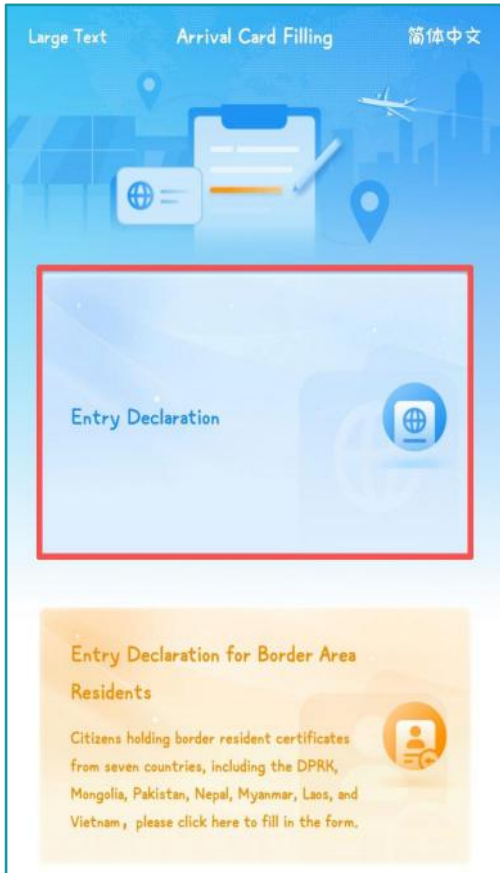 Large Text Arrival Card Filling 简体中文
Entry Declaration
Entry Declaration for Border Area
Residents
Citizens holding border resident certificates
from seven countries, including the DPRK,
Mongolia, Pakistan, Nepal, Myanmar, Laos, and
Vietnam，please click here to fill in the form.